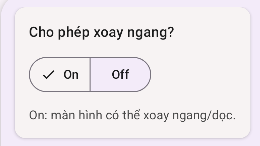 Cho phép xoay ngang?
On
Off
On: màn hình có thể xoay ngang/dọc.